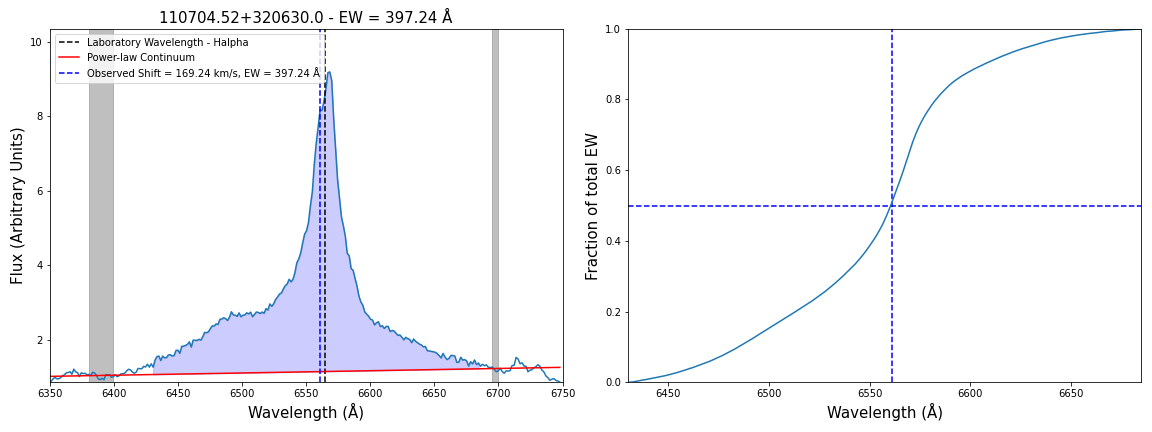 110704.52+320630.0 - EW = 397.24 Å
Laboratory Wavelength - Halpha
Power-law Continuum
Observed Shift = 169.24 km/s, EW = 397.24 Å
Flux (Arbitrary Units)
10
8
6
4
2
6350 6400 6450 6500 6550 6600 6650 6700 6750
Wavelength (Å)
Fraction of total EW
1.0
0.8
0.6
0.4
0.2
0.0
6450 6500 6550 6600 6650
Wavelength (Å)